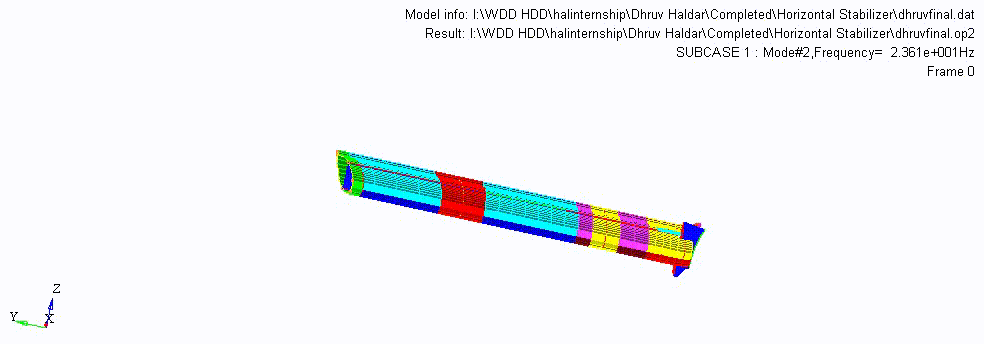 Model info: I:\WDD HDD\halinternship\Dhruv Haldar\Completed\Horizontal Stabilizer\dhruvfinal.dat
Result: I:\WDD HDD\halinternship\Dhruv Haldar\Completed\Horizontal Stabilizer\dhruvfinal.op2
SUBCASE 1 : Mode#2,Frequency= 2.361e+001Hz
Frame 0
Z
Y
X